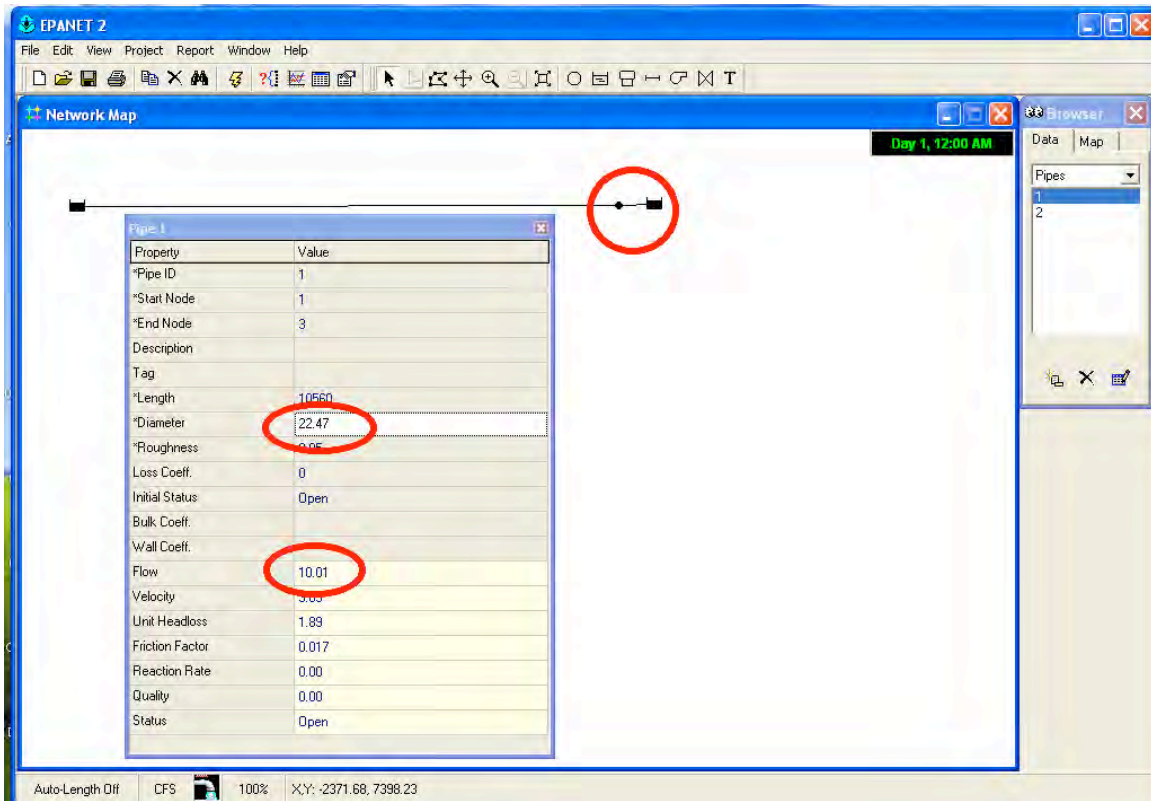 EPANET 2
File Edit View Project Report Window Help
T
Network Map
Browser
Day 1, 12:00 AM
Data Map
Pipes
1
2
Pipe 1
Property Value
*Pipe ID 1
*Start Node 1
*End Node 3
Description
Tag
*Length 10560
*Diameter 22.47
*Roughness
Loss Coeff. 0
Initial Status Open
Bulk Coeff.
Wall Coeff.
Flow 10.01
Velocity
Unit Headloss 1.89
Friction Factor 0.017
Reaction Rate 0.00
Quality 0.00
Status Open
Auto-Length Off CFS 100% X,Y: -2371.68, 7398.23